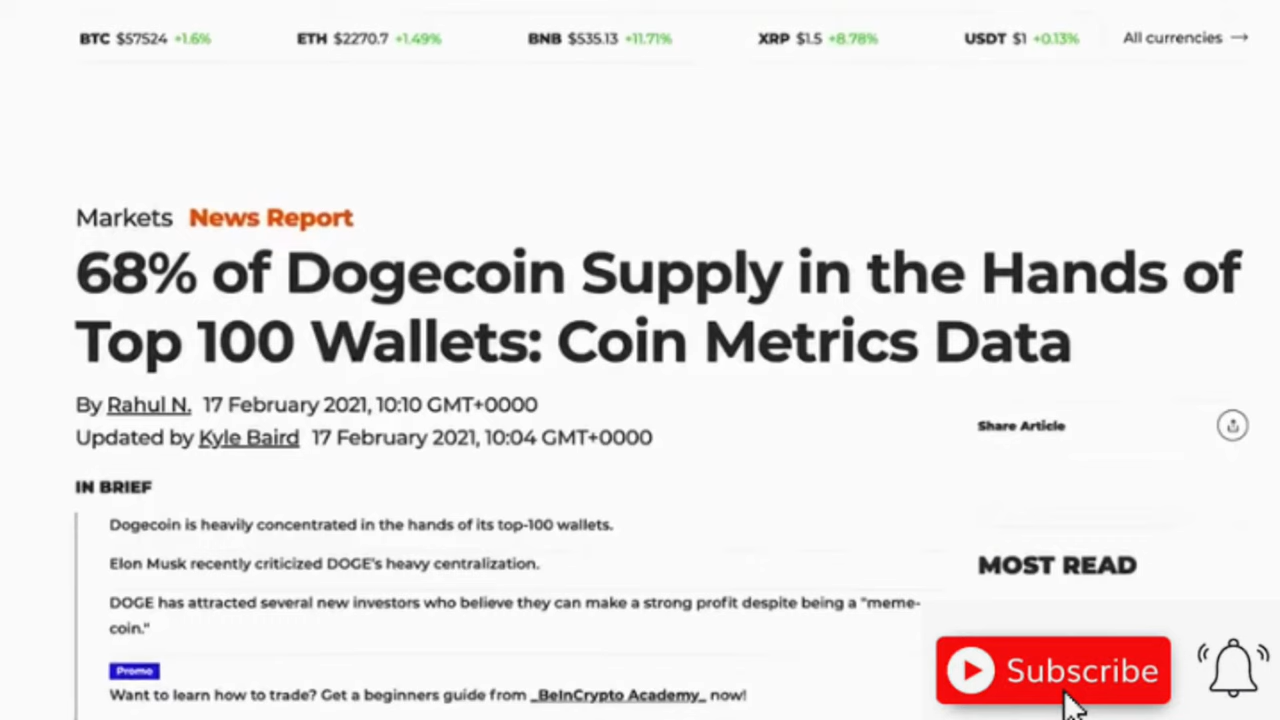 BTC $57524 +1.6% ETH $2270.7 +1.49% BNB $535.13 +11.71% XRP $1.5 +8.78% USDT $1 +0.13% All currencies →
Markets News Report
68% of Dogecoin Supply in the Hands of
Top 100 Wallets: Coin Metrics Data
By Rahul N. 17 February 2021, 10:10 GMT+0000
Updated by Kyle Baird 17 February 2021, 10:04 GMT+0000
Share Article
IN BRIEF
Dogecoin is heavily concentrated in the hands of its top-100 wallets.
Elon Musk recently criticized DOGE's heavy centralization.
DOGE has attracted several new investors who believe they can make a strong profit despite being a "meme-
coin."
Promo
Want to learn how to trade? Get a beginners guide from _BeInCrypto Academy_ now!
MOST READ
Subscribe